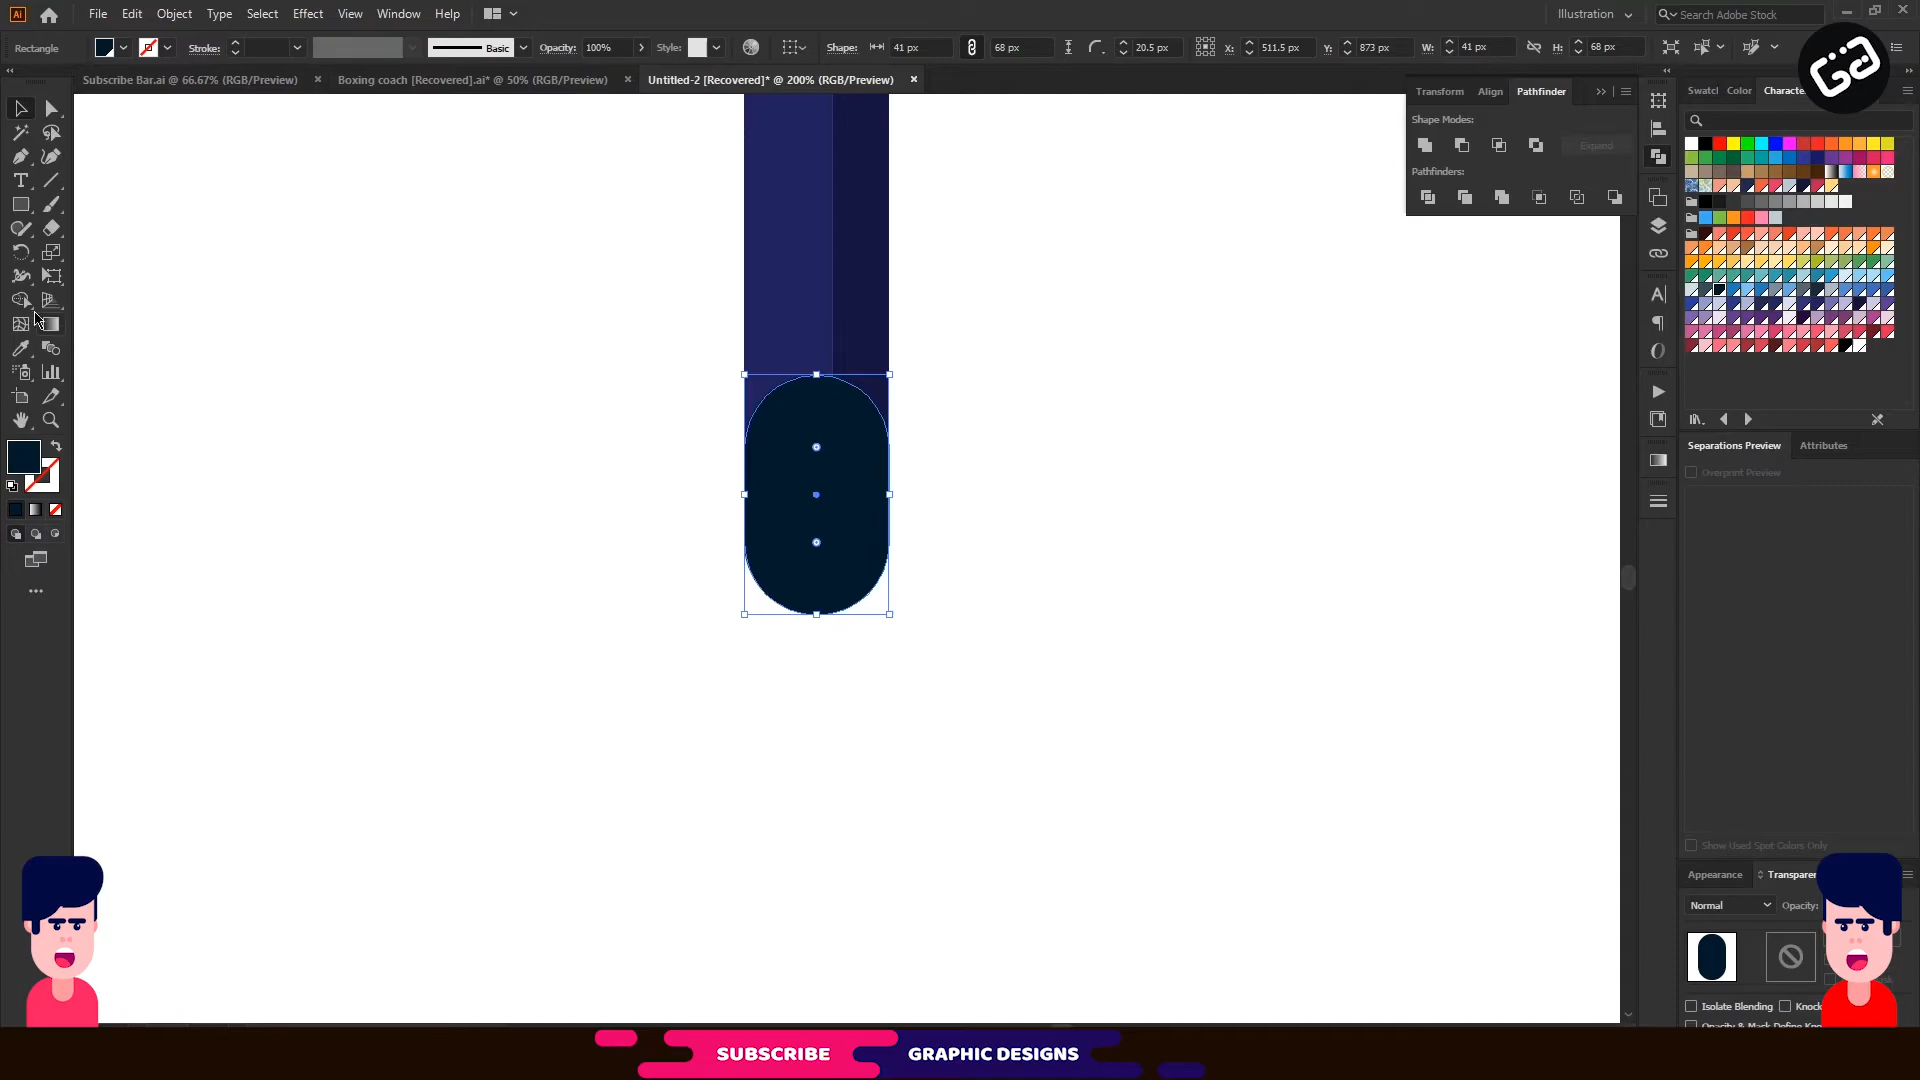 Ai File Edit Object Type Select Effect View Window Help Illustration Search Adobe Stock
Rectangle Stroke: Basic Opacity: 100% Style: Shape: 41 px 68 px 20.5 px X: 511.5 px Y: 873 px W: 41 px H: 68 px
Subscribe Bar.ai @ 66.67% (RGB/Preview) Boxing coach [Recovered].ai* @ 50% (RGB/Preview) Untitled-2 [Recovered]* @ 200% (RGB/Preview)
Transform Align Pathfinder
Swatcl Color Characte
Shape Modes:
Expand
Pathfinders:
Separations Preview Attributes
Overprint Preview
Show Used Spot Colors Only
Appearance Transparen
Normal Opacity:
Isolate Blending Knock
Opacity & Mask Define Kno
SUBSCRIBE GRAPHIC DESIGNS